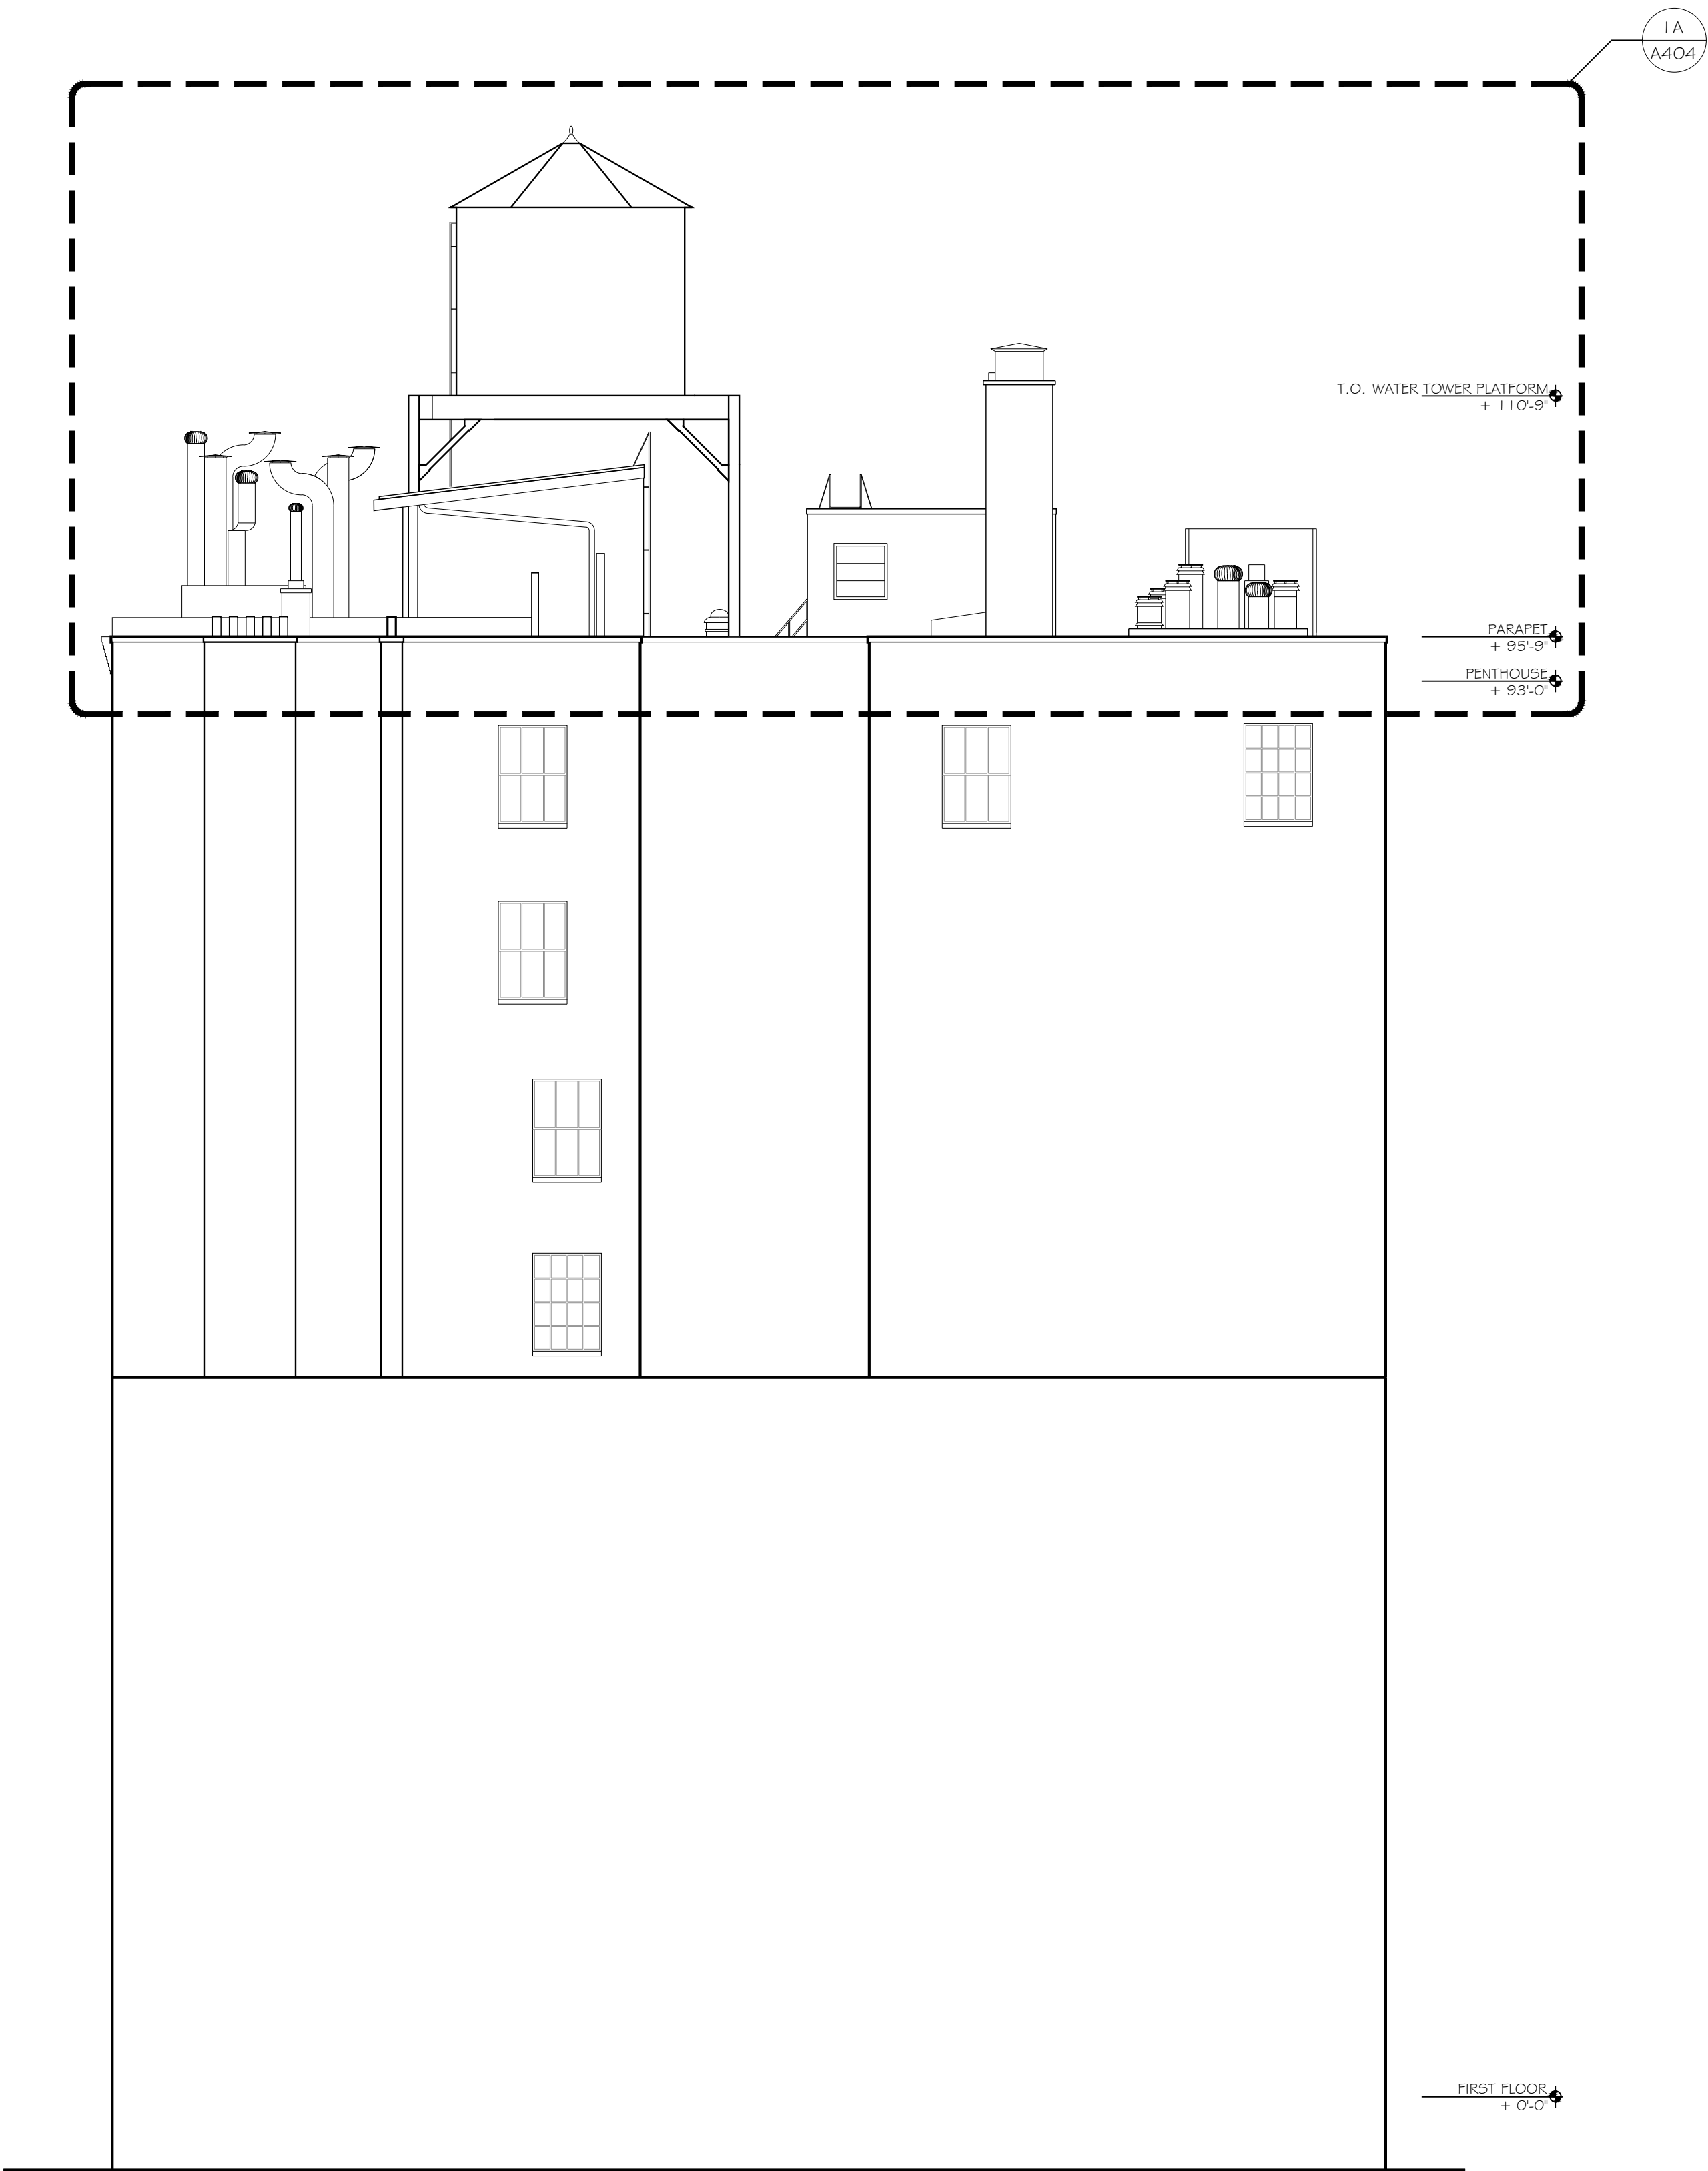 1A
A404
T.O. WATER TOWER PLATFORM
+ 110'-9"
PARAPET
+ 95'-9"
PENTHOUSE
+ 93'-0"
FIRST FLOOR
+ 0'-0"